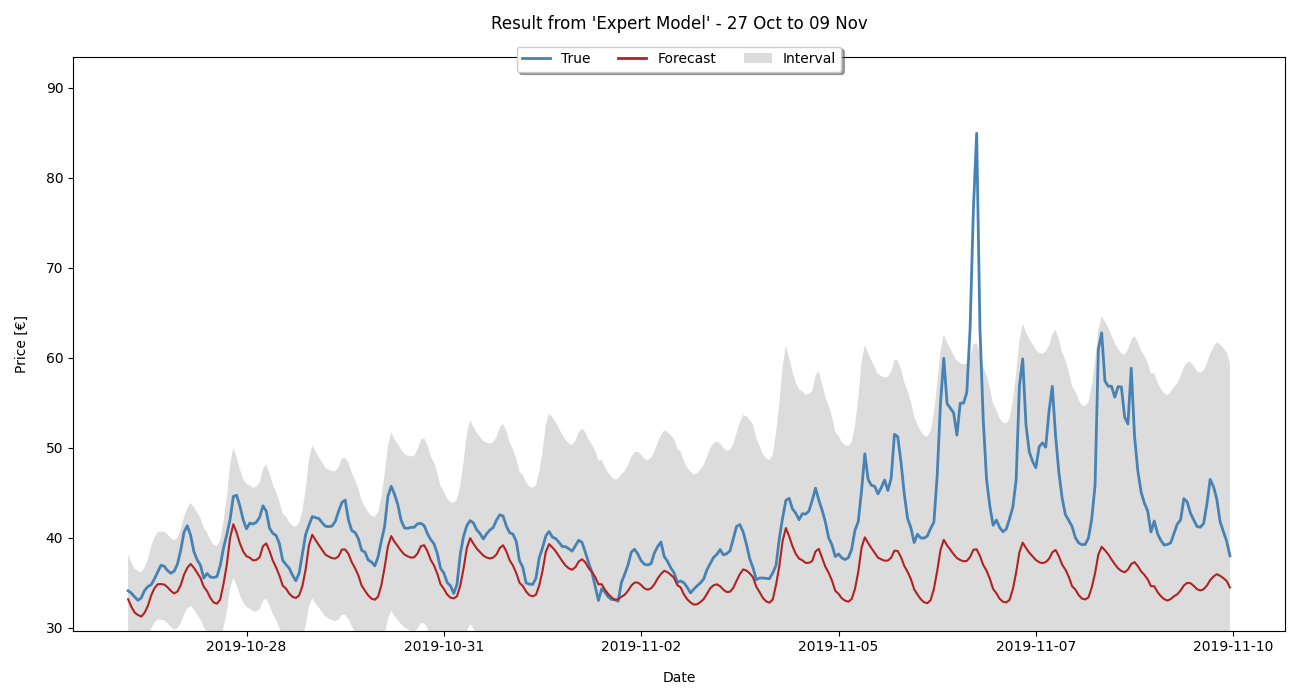 Result from 'Expert Model' - 27 Oct to 09 Nov
True Forecast Interval
90
80
70
60
50
40
30
Price [€]
2019-10-28 2019-10-31 2019-11-02 2019-11-05 2019-11-07 2019-11-10
Date